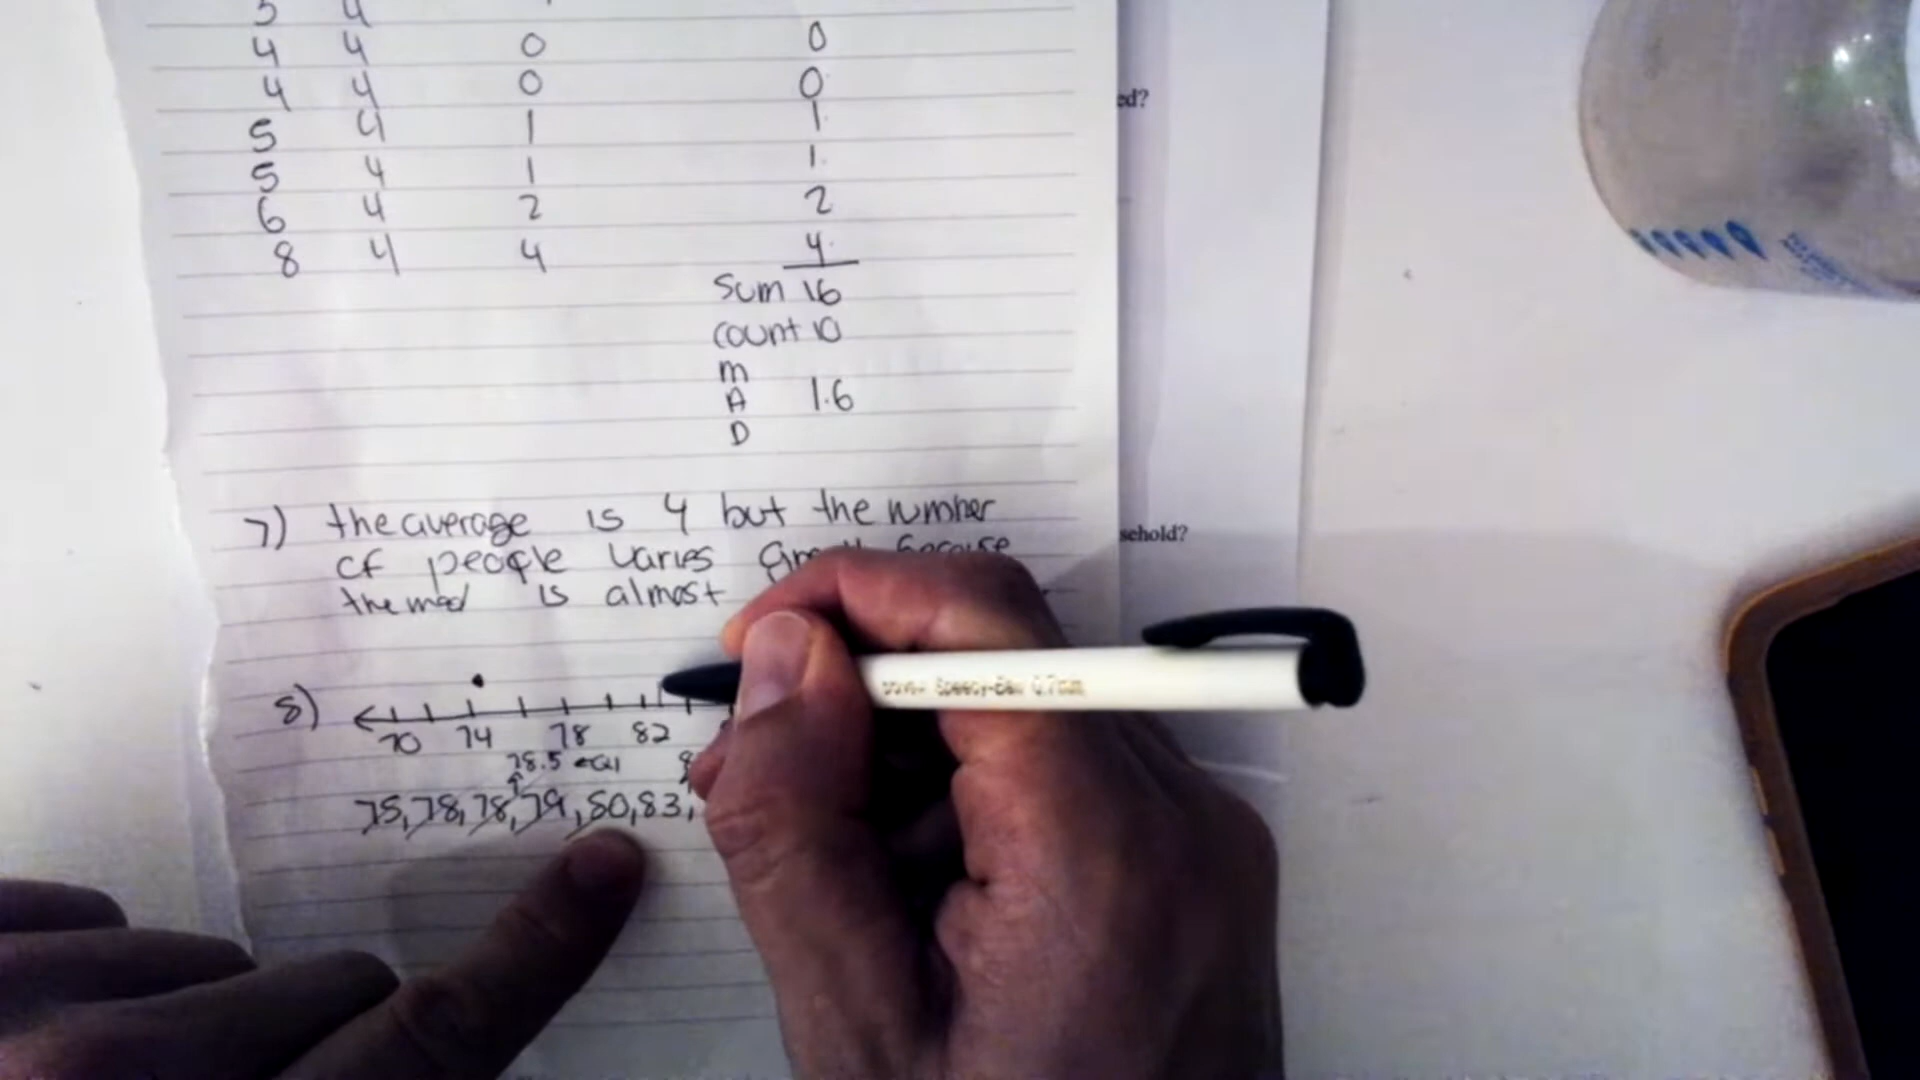 4 4 0 0
4 4 0 0
ed?
5 4 1 1
5 4 1 1
6 4 2 2
8 4 4 4
Sum 16
count 10
m
A 1.6
D
7) the average is 4 but the number
sehold?
of people varies because
the mad is almost
8)
70 74 78 82
78.5 ←Q1
75, 78, 78, 79, 80, 83,